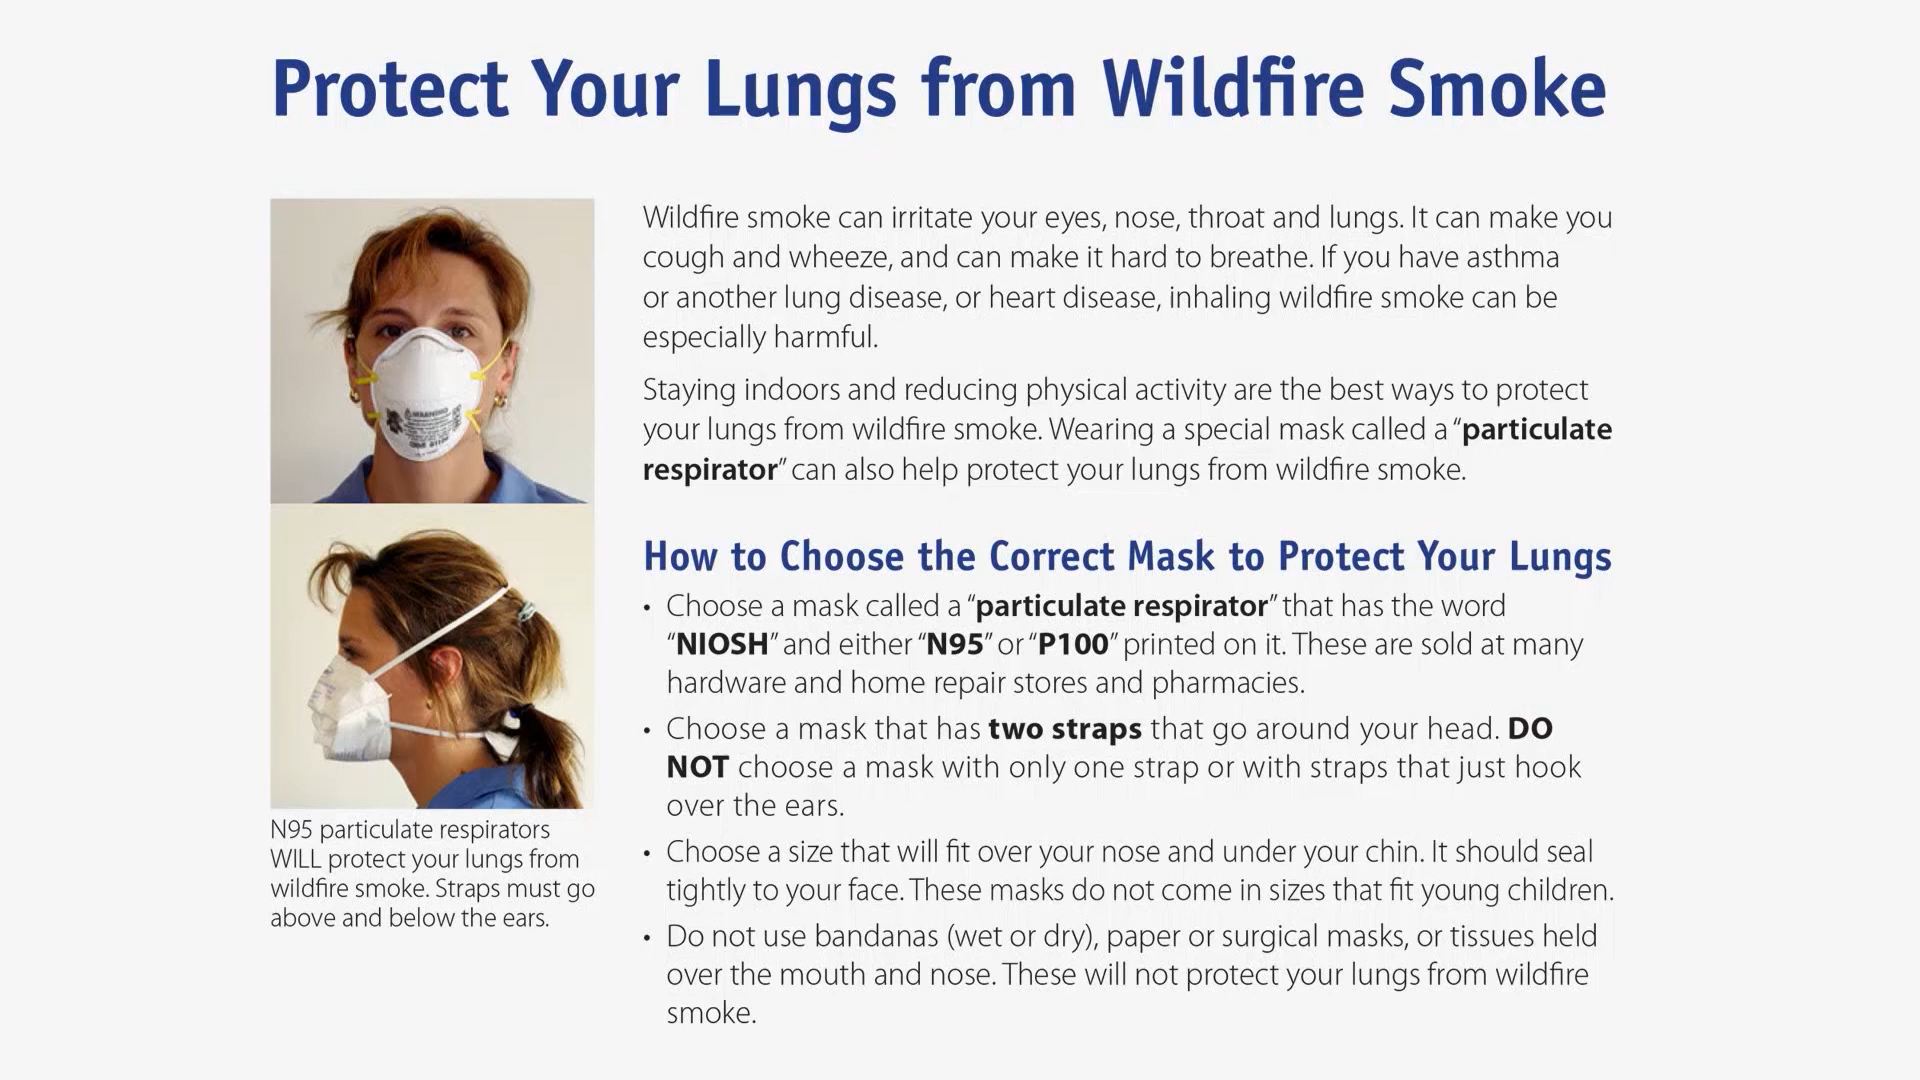 Protect Your Lungs from Wildfire Smoke
Wildfire smoke can irritate your eyes, nose, throat and lungs. It can make you
cough and wheeze, and can make it hard to breathe. If you have asthma
or another lung disease, or heart disease, inhaling wildfire smoke can be
especially harmful.
Staying indoors and reducing physical activity are the best ways to protect
your lungs from wildfire smoke. Wearing a special mask called a “particulate
respirator” can also help protect your lungs from wildfire smoke.
How to Choose the Correct Mask to Protect Your Lungs
• Choose a mask called a “particulate respirator” that has the word
“NIOSH” and either “N95” or “P100” printed on it. These are sold at many
hardware and home repair stores and pharmacies.
• Choose a mask that has two straps that go around your head. DO
NOT choose a mask with only one strap or with straps that just hook
over the ears.
• Choose a size that will fit over your nose and under your chin. It should seal
tightly to your face. These masks do not come in sizes that fit young children.
• Do not use bandanas (wet or dry), paper or surgical masks, or tissues held
over the mouth and nose. These will not protect your lungs from wildfire
smoke.
WARNING
N95 particulate respirators
WILL protect your lungs from
wildfire smoke. Straps must go
above and below the ears.